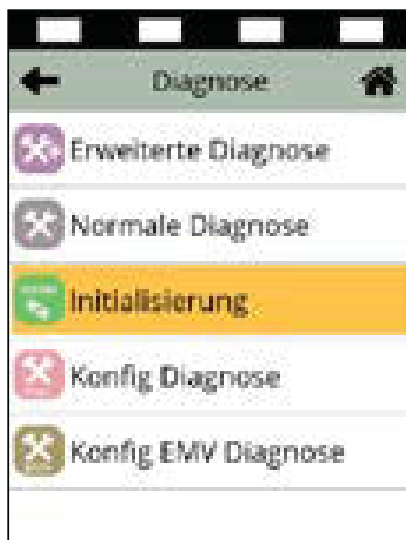 Diagnose
Erweiterte Diagnose
Normale Diagnose
Initialisierung
Konfig Diagnose
Konfig EMV Diagnose